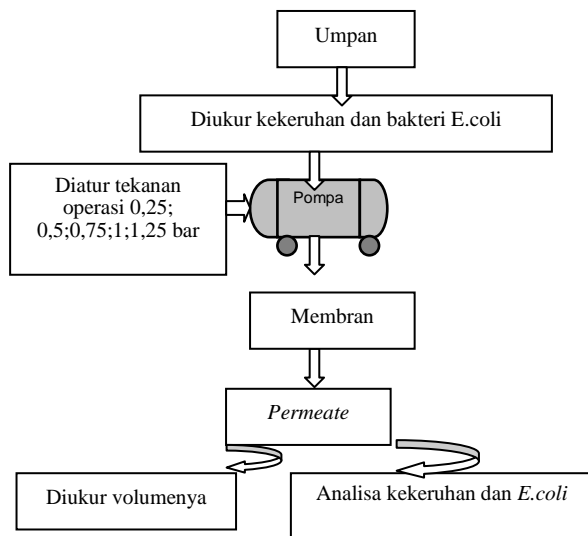 Umpan
Diukur kekeruhan dan bakteri E.coli
Diatur tekanan
operasi 0,25;
0,5;0,75;1;1,25 bar
Pompa
Membran
Permeate
Diukur volumenya
Analisa kekeruhan dan E.coli